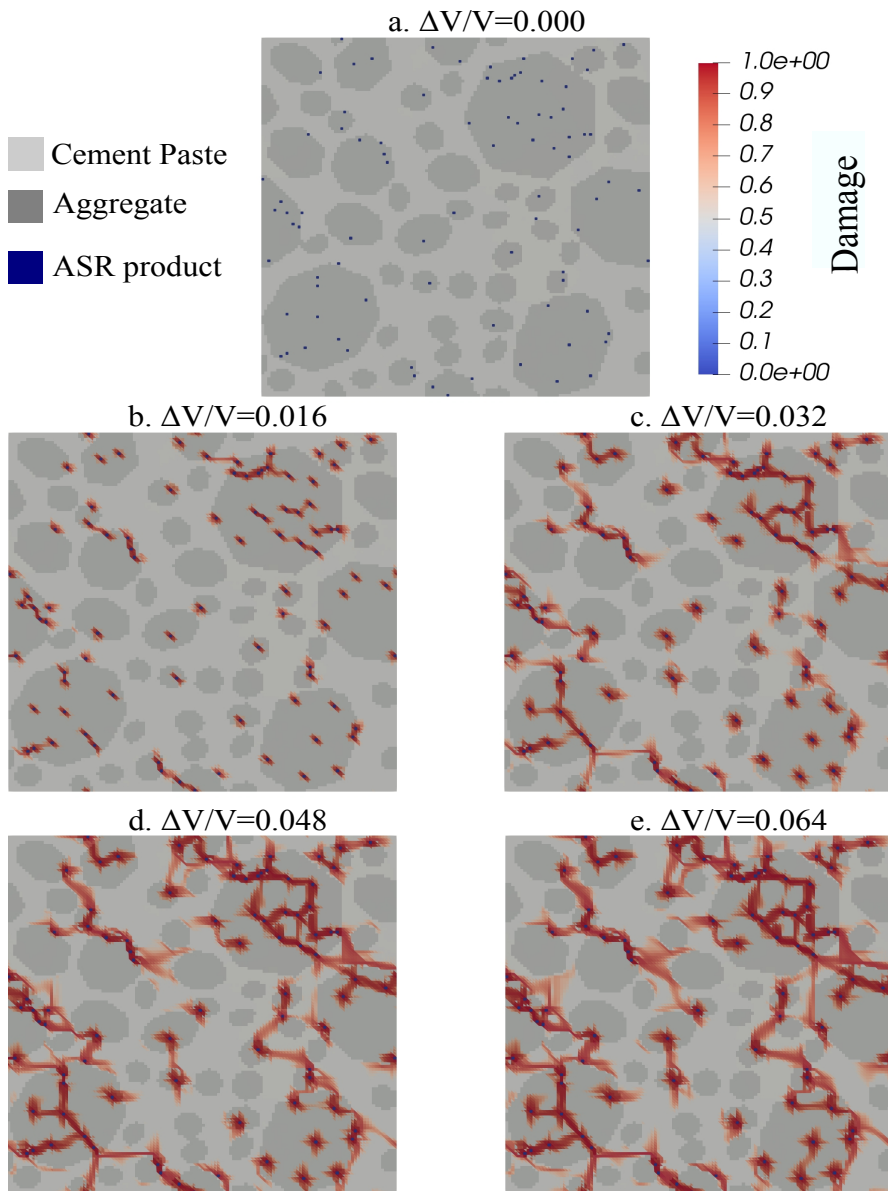 a. ΔV/V=0.000
Cement Paste
Aggregate
ASR product
1.0e+00
0.9
0.8
0.7
0.6
0.5
0.4
0.3
0.2
0.1
0.0e+00
Damage
b. ΔV/V=0.016
c. ΔV/V=0.032
d. ΔV/V=0.048
e. ΔV/V=0.064